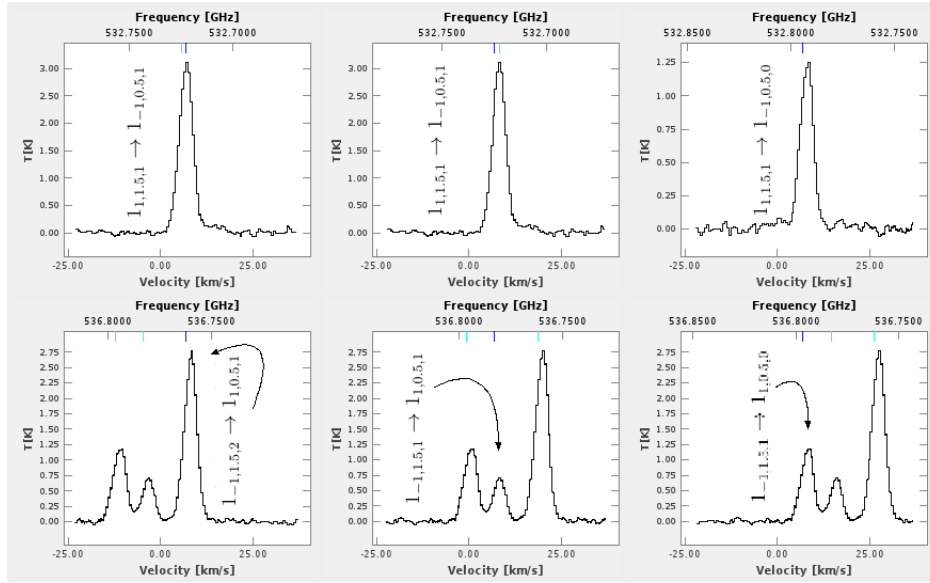 Frequency [GHz]
532.7500 532.7000
T[K]
3.00
2.50
2.00
1.50
1.00
0.50
0.00
1₁,₁.₅,₁ → 1₋₁,₀.₅,₁
-25.00 0.00 25.00
Velocity [km/s]
Frequency [GHz]
532.7500 532.7000
T[K]
3.00
2.50
2.00
1.50
1.00
0.50
0.00
1₁,₁.₅,₁ → 1₋₁,₀.₅,₁
-25.00 0.00 25.00
Velocity [km/s]
Frequency [GHz]
532.8500 532.8000 532.7500
T[K]
1.25
1.00
0.75
0.50
0.25
0.00
1₁,₁.₅,₁ → 1₋₁,₀.₅,₀
-25.00 0.00 25.00
Velocity [km/s]
Frequency [GHz]
536.8000 536.7500
T[K]
2.75
2.50
2.25
2.00
1.75
1.50
1.25
1.00
0.75
0.50
0.25
0.00
1₋₁,₁.₅,₂ → 1₁,₀.₅,₁
-25.00 0.00 25.00
Velocity [km/s]
Frequency [GHz]
536.8000 536.7500
T[K]
2.75
2.50
2.25
2.00
1.75
1.50
1.25
1.00
0.75
0.50
0.25
0.00
1₋₁,₁.₅,₁ → 1₁,₀.₅,₁
-25.00 0.00 25.00
Velocity [km/s]
Frequency [GHz]
536.8500 536.8000 536.7500
T[K]
2.75
2.50
2.25
2.00
1.75
1.50
1.25
1.00
0.75
0.50
0.25
0.00
1₋₁,₁.₅,₁ → 1₁,₀.₅,₀
-25.00 0.00 25.00
Velocity [km/s]